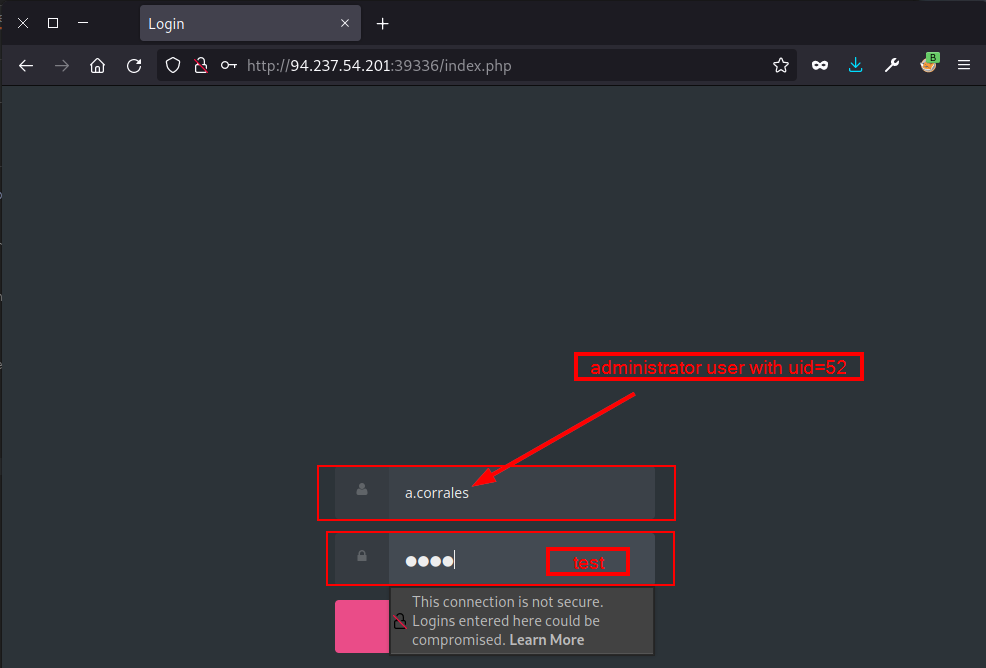 Login
http://94.237.54.201:39336/index.php
B
administrator user with uid=52
a.corrales
●●●●
test
This connection is not secure.
Logins entered here could be
compromised. Learn More